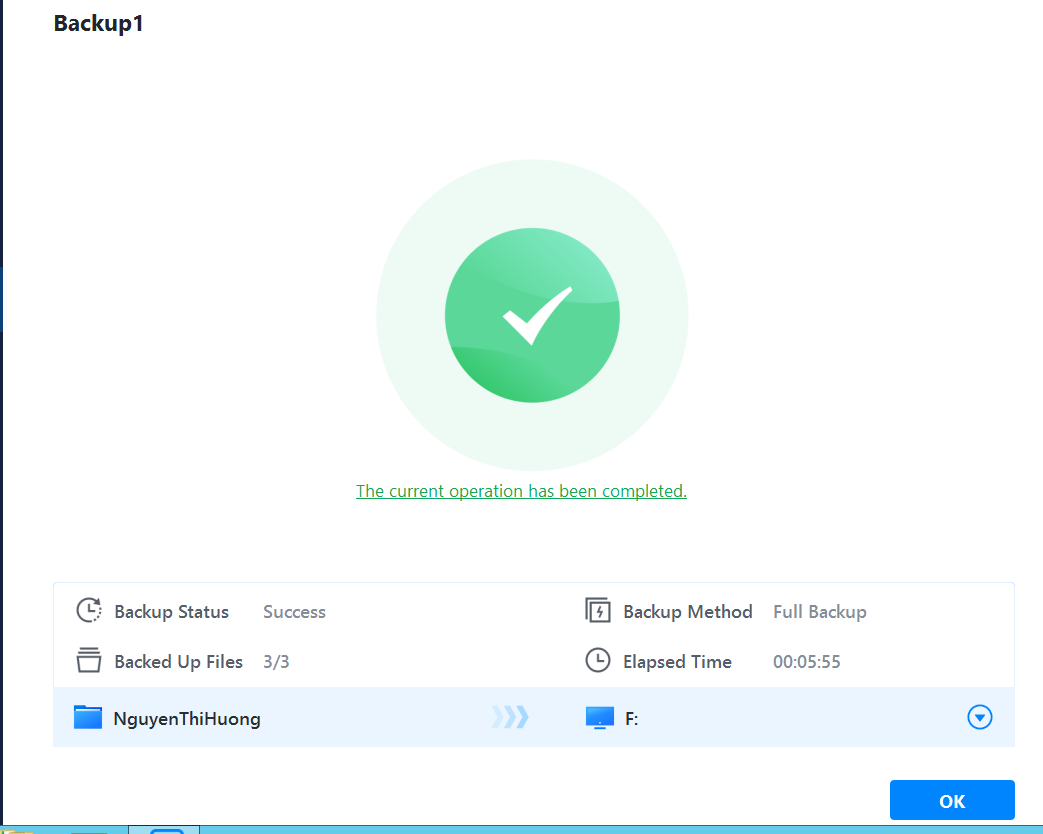 Backup1
The current operation has been completed.
Backup Status Success Backup Method Full Backup
Backed Up Files 3/3 Elapsed Time 00:05:55
NguyenThiHuong F:
OK